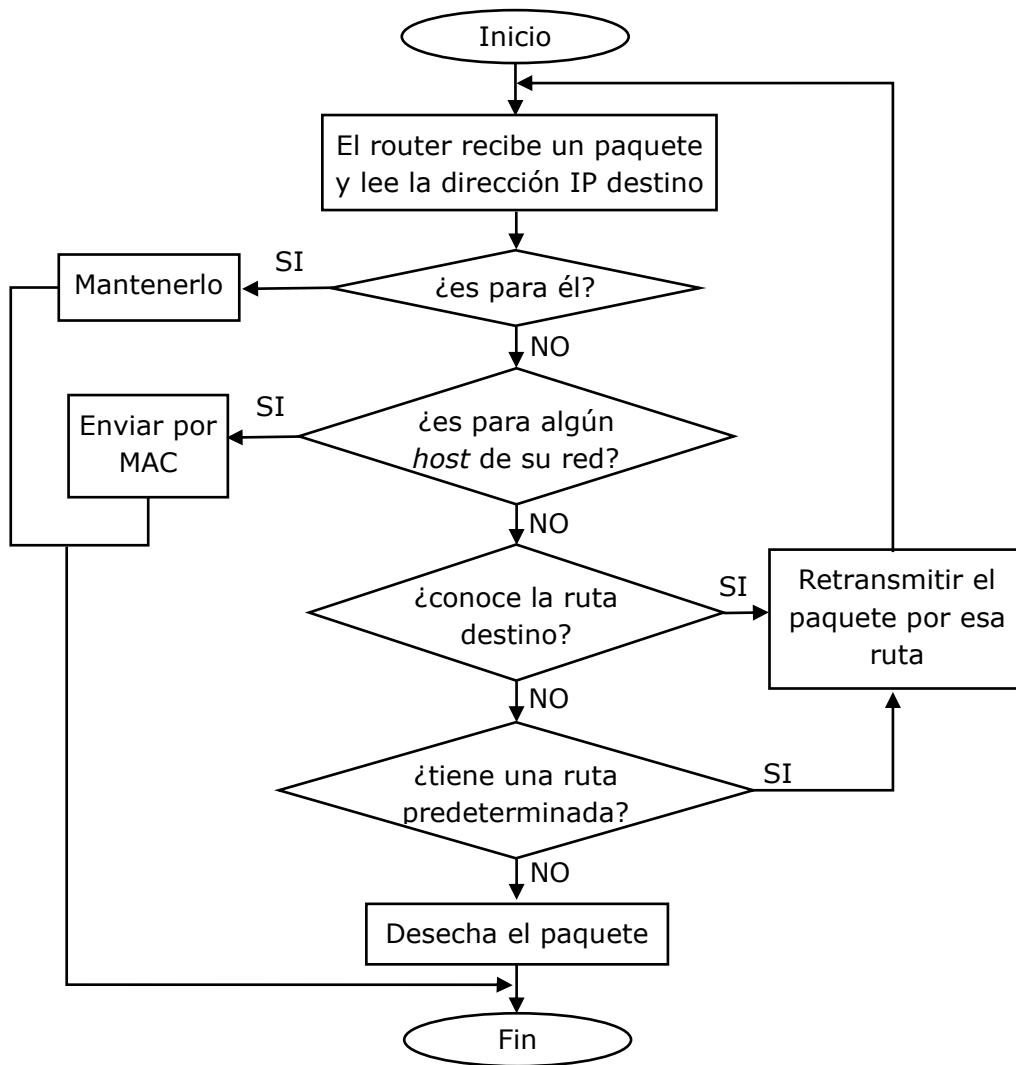 Inicio
El router recibe un paquete
y lee la dirección IP destino
SI
Mantenerlo
¿es para él?
NO
SI
Enviar por
MAC
¿es para algún
host de su red?
NO
¿conoce la ruta
destino?
SI
Retransmitir el
paquete por esa
ruta
NO
¿tiene una ruta
predeterminada?
SI
NO
Desecha el paquete
Fin